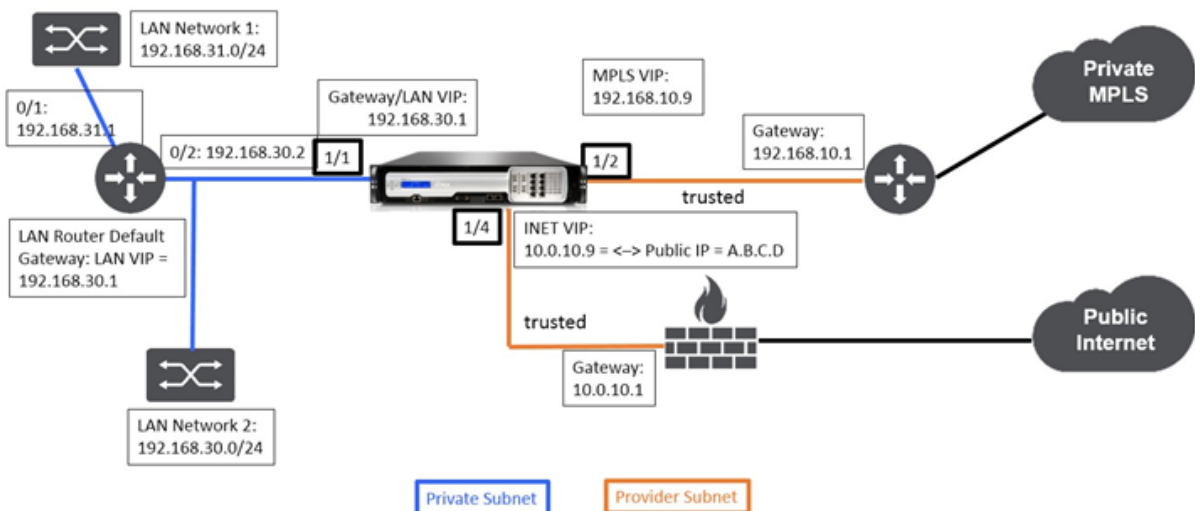 LAN Network 1:
192.168.31.0/24
0/1:
192.168.31.1
0/2: 192.168.30.2
1/1
Gateway/LAN VIP:
192.168.30.1
MPLS VIP:
192.168.10.9
1/2
Gateway:
192.168.10.1
Private
MPLS
trusted
LAN Router Default
Gateway: LAN VIP =
192.168.30.1
1/4
INET VIP:
10.0.10.9 = <–> Public IP = A.B.C.D
trusted
Gateway:
10.0.10.1
Public
Internet
LAN Network 2:
192.168.30.0/24
Private Subnet
Provider Subnet